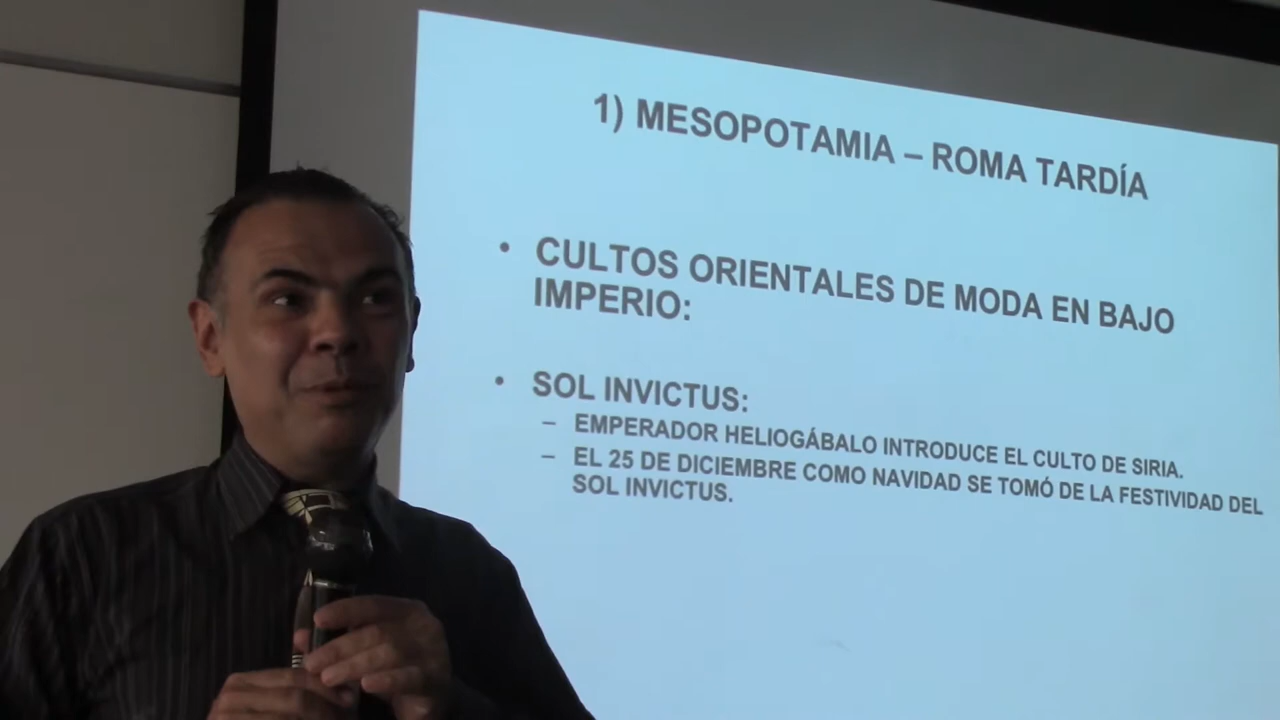 1) MESOPOTAMIA – ROMA TARDÍA
• CULTOS ORIENTALES DE MODA EN BAJO
IMPERIO:
• SOL INVICTUS:
– EMPERADOR HELIOGÁBALO INTRODUCE EL CULTO DE SIRIA.
– EL 25 DE DICIEMBRE COMO NAVIDAD SE TOMÓ DE LA FESTIVIDAD DEL
SOL INVICTUS.